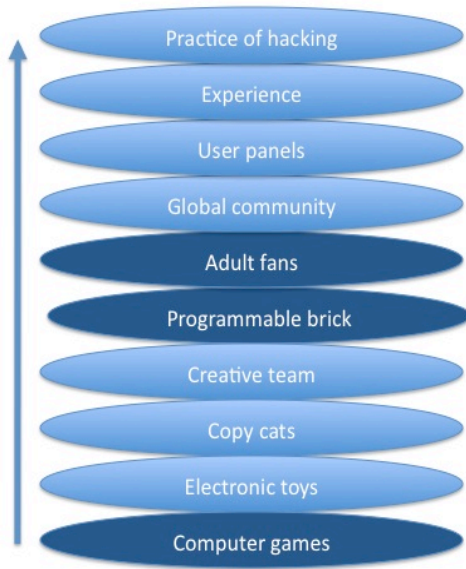 Practice of hacking
Experience
User panels
Global community
Adult fans
Programmable brick
Creative team
Copy cats
Electronic toys
Computer games